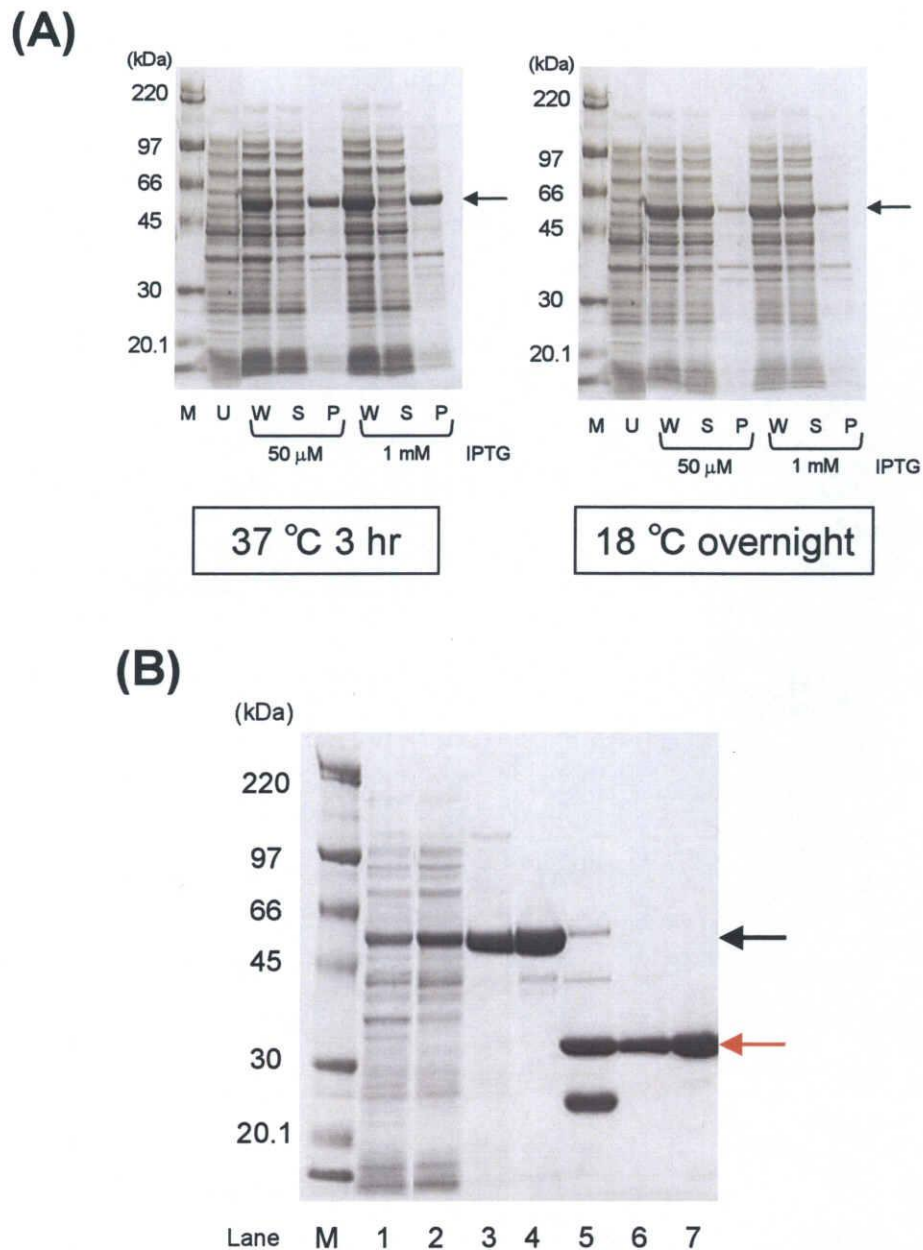 (A)
(kDa)
220
97
66
45
30
20.1
M U W S P W S P
50 μM 1 mM IPTG
37 °C 3 hr
(kDa)
220
97
66
45
30
20.1
M U W S P W S P
50 μM 1 mM IPTG
18 °C overnight
(B)
(kDa)
220
97
66
45
30
20.1
Lane M 1 2 3 4 5 6 7